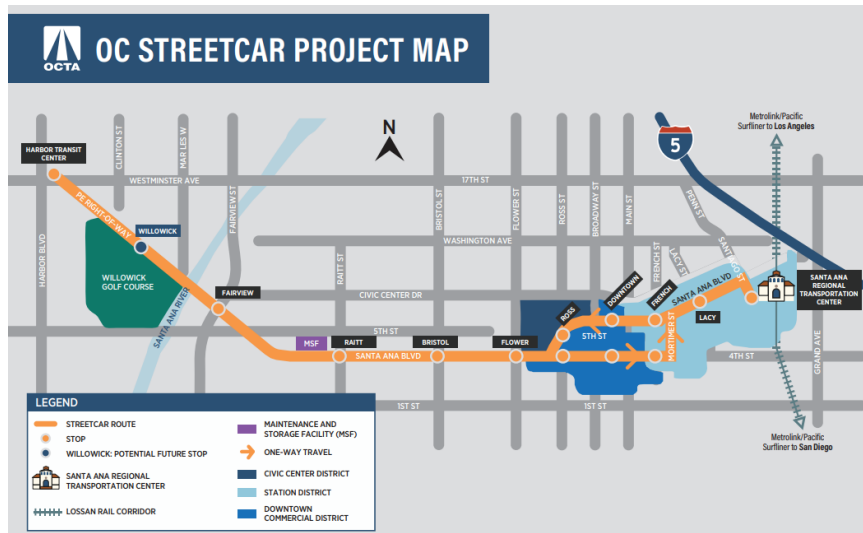 OCTA
OC STREETCAR PROJECT MAP
N
5
Metrolink/Pacific
Surfliner to Los Angeles
HARBOR TRANSIT
CENTER
CLINTON ST
MAR LES W
WESTMINSTER AVE
17TH ST
PE RIGHT-OF-WAY
FAIRVIEW ST
BRISTOL ST
FLOWER ST
ROSS ST
BROADWAY ST
MAIN ST
PENN ST
WILLOWICK
WASHINGTON AVE
HARBOR BLVD
WILLOWICK
GOLF COURSE
RAITT ST
FRENCH ST
LACY ST
SANTIAGO ST
SANTA ANA
REGIONAL
TRANSPORTATION
CENTER
SANTA ANA RIVER
FAIRVIEW
CIVIC CENTER DR
ROSS
DOWNTOWN
FRENCH
SANTA ANA BLVD
LACY
5TH ST
5TH ST
MORTIMER ST
GRAND AVE
MSF
RAITT
BRISTOL
FLOWER
SANTA ANA BLVD
4TH ST
1ST ST
1ST ST
Metrolink/Pacific
Surfliner to San Diego
LEGEND
STREETCAR ROUTE
STOP
WILLOWICK: POTENTIAL FUTURE STOP
SANTA ANA REGIONAL
TRANSPORTATION CENTER
LOSSAN RAIL CORRIDOR
MAINTENANCE AND
STORAGE FACILITY (MSF)
ONE-WAY TRAVEL
CIVIC CENTER DISTRICT
STATION DISTRICT
DOWNTOWN
COMMERCIAL DISTRICT